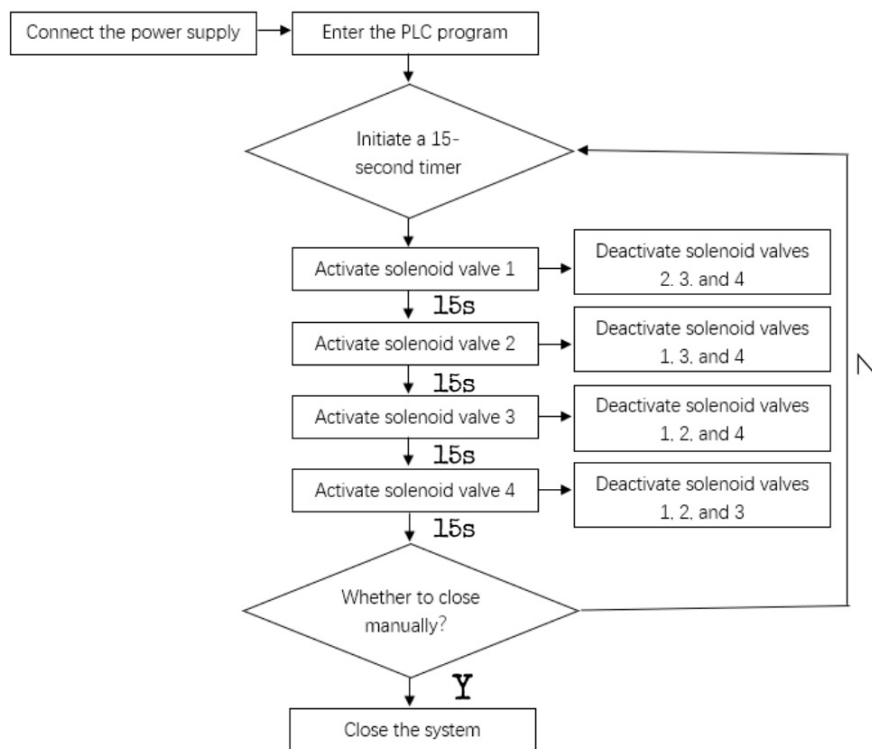 Connect the power supply
Enter the PLC program
Initiate a 15-
second timer
Activate solenoid valve 1
Deactivate solenoid valves
2, 3, and 4
15s
Activate solenoid valve 2
Deactivate solenoid valves
1, 3, and 4
15s
Activate solenoid valve 3
Deactivate solenoid valves
1, 2, and 4
15s
Activate solenoid valve 4
Deactivate solenoid valves
1, 2, and 3
15s
N
Whether to close
manually?
Y
Close the system